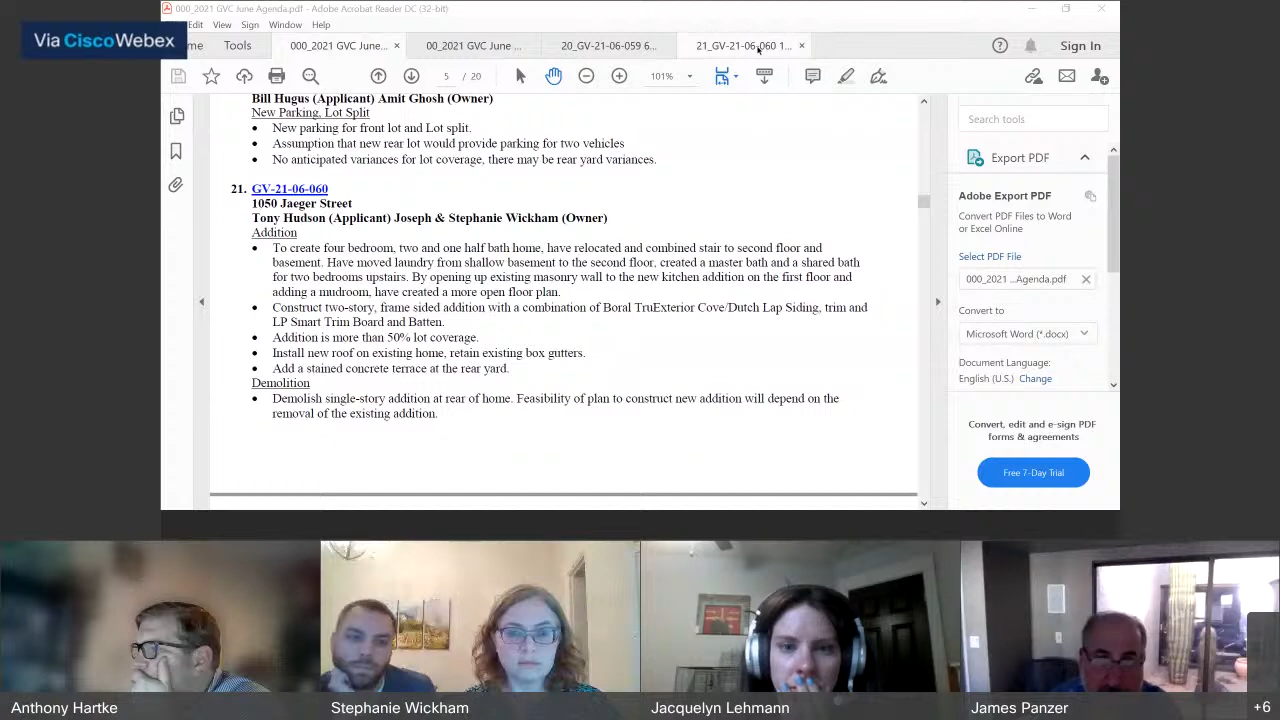 000_2021 GVC June Agenda.pdf - Adobe Acrobat Reader DC (32-bit)
Edit View Sign Window Help
Via Cisco Webex
me Tools 000_2021 GVC June... × 00_2021 GVC June ... 20_GV-21-06-059 6... 21_GV-21-06-060 1... × Sign In
5 / 20 101%
Bill Hugus (Applicant) Amit Ghosh (Owner)
New Parking, Lot Split
• New parking for front lot and Lot split.
• Assumption that new rear lot would provide parking for two vehicles
• No anticipated variances for lot coverage, there may be rear yard variances.
21. GV-21-06-060
1050 Jaeger Street
Tony Hudson (Applicant) Joseph & Stephanie Wickham (Owner)
Addition
• To create four bedroom, two and one half bath home, have relocated and combined stair to second floor and
basement. Have moved laundry from shallow basement to the second floor, created a master bath and a shared bath
for two bedrooms upstairs. By opening up existing masonry wall to the new kitchen addition on the first floor and
adding a mudroom, have created a more open floor plan.
• Construct two-story, frame sided addition with a combination of Boral TruExterior Cove/Dutch Lap Siding, trim and
LP Smart Trim Board and Batten.
• Addition is more than 50% lot coverage.
• Install new roof on existing home, retain existing box gutters.
• Add a stained concrete terrace at the rear yard.
Demolition
• Demolish single-story addition at rear of home. Feasibility of plan to construct new addition will depend on the
removal of the existing addition.
Search tools
Export PDF
Adobe Export PDF
Convert PDF Files to Word
or Excel Online
Select PDF File
000_2021 ...Agenda.pdf ×
Convert to
Microsoft Word (*.docx)
Document Language:
English (U.S.) Change
Convert, edit and e-sign PDF
forms & agreements
Free 7-Day Trial
Anthony Hartke
Stephanie Wickham
Jacquelyn Lehmann
James Panzer
+6